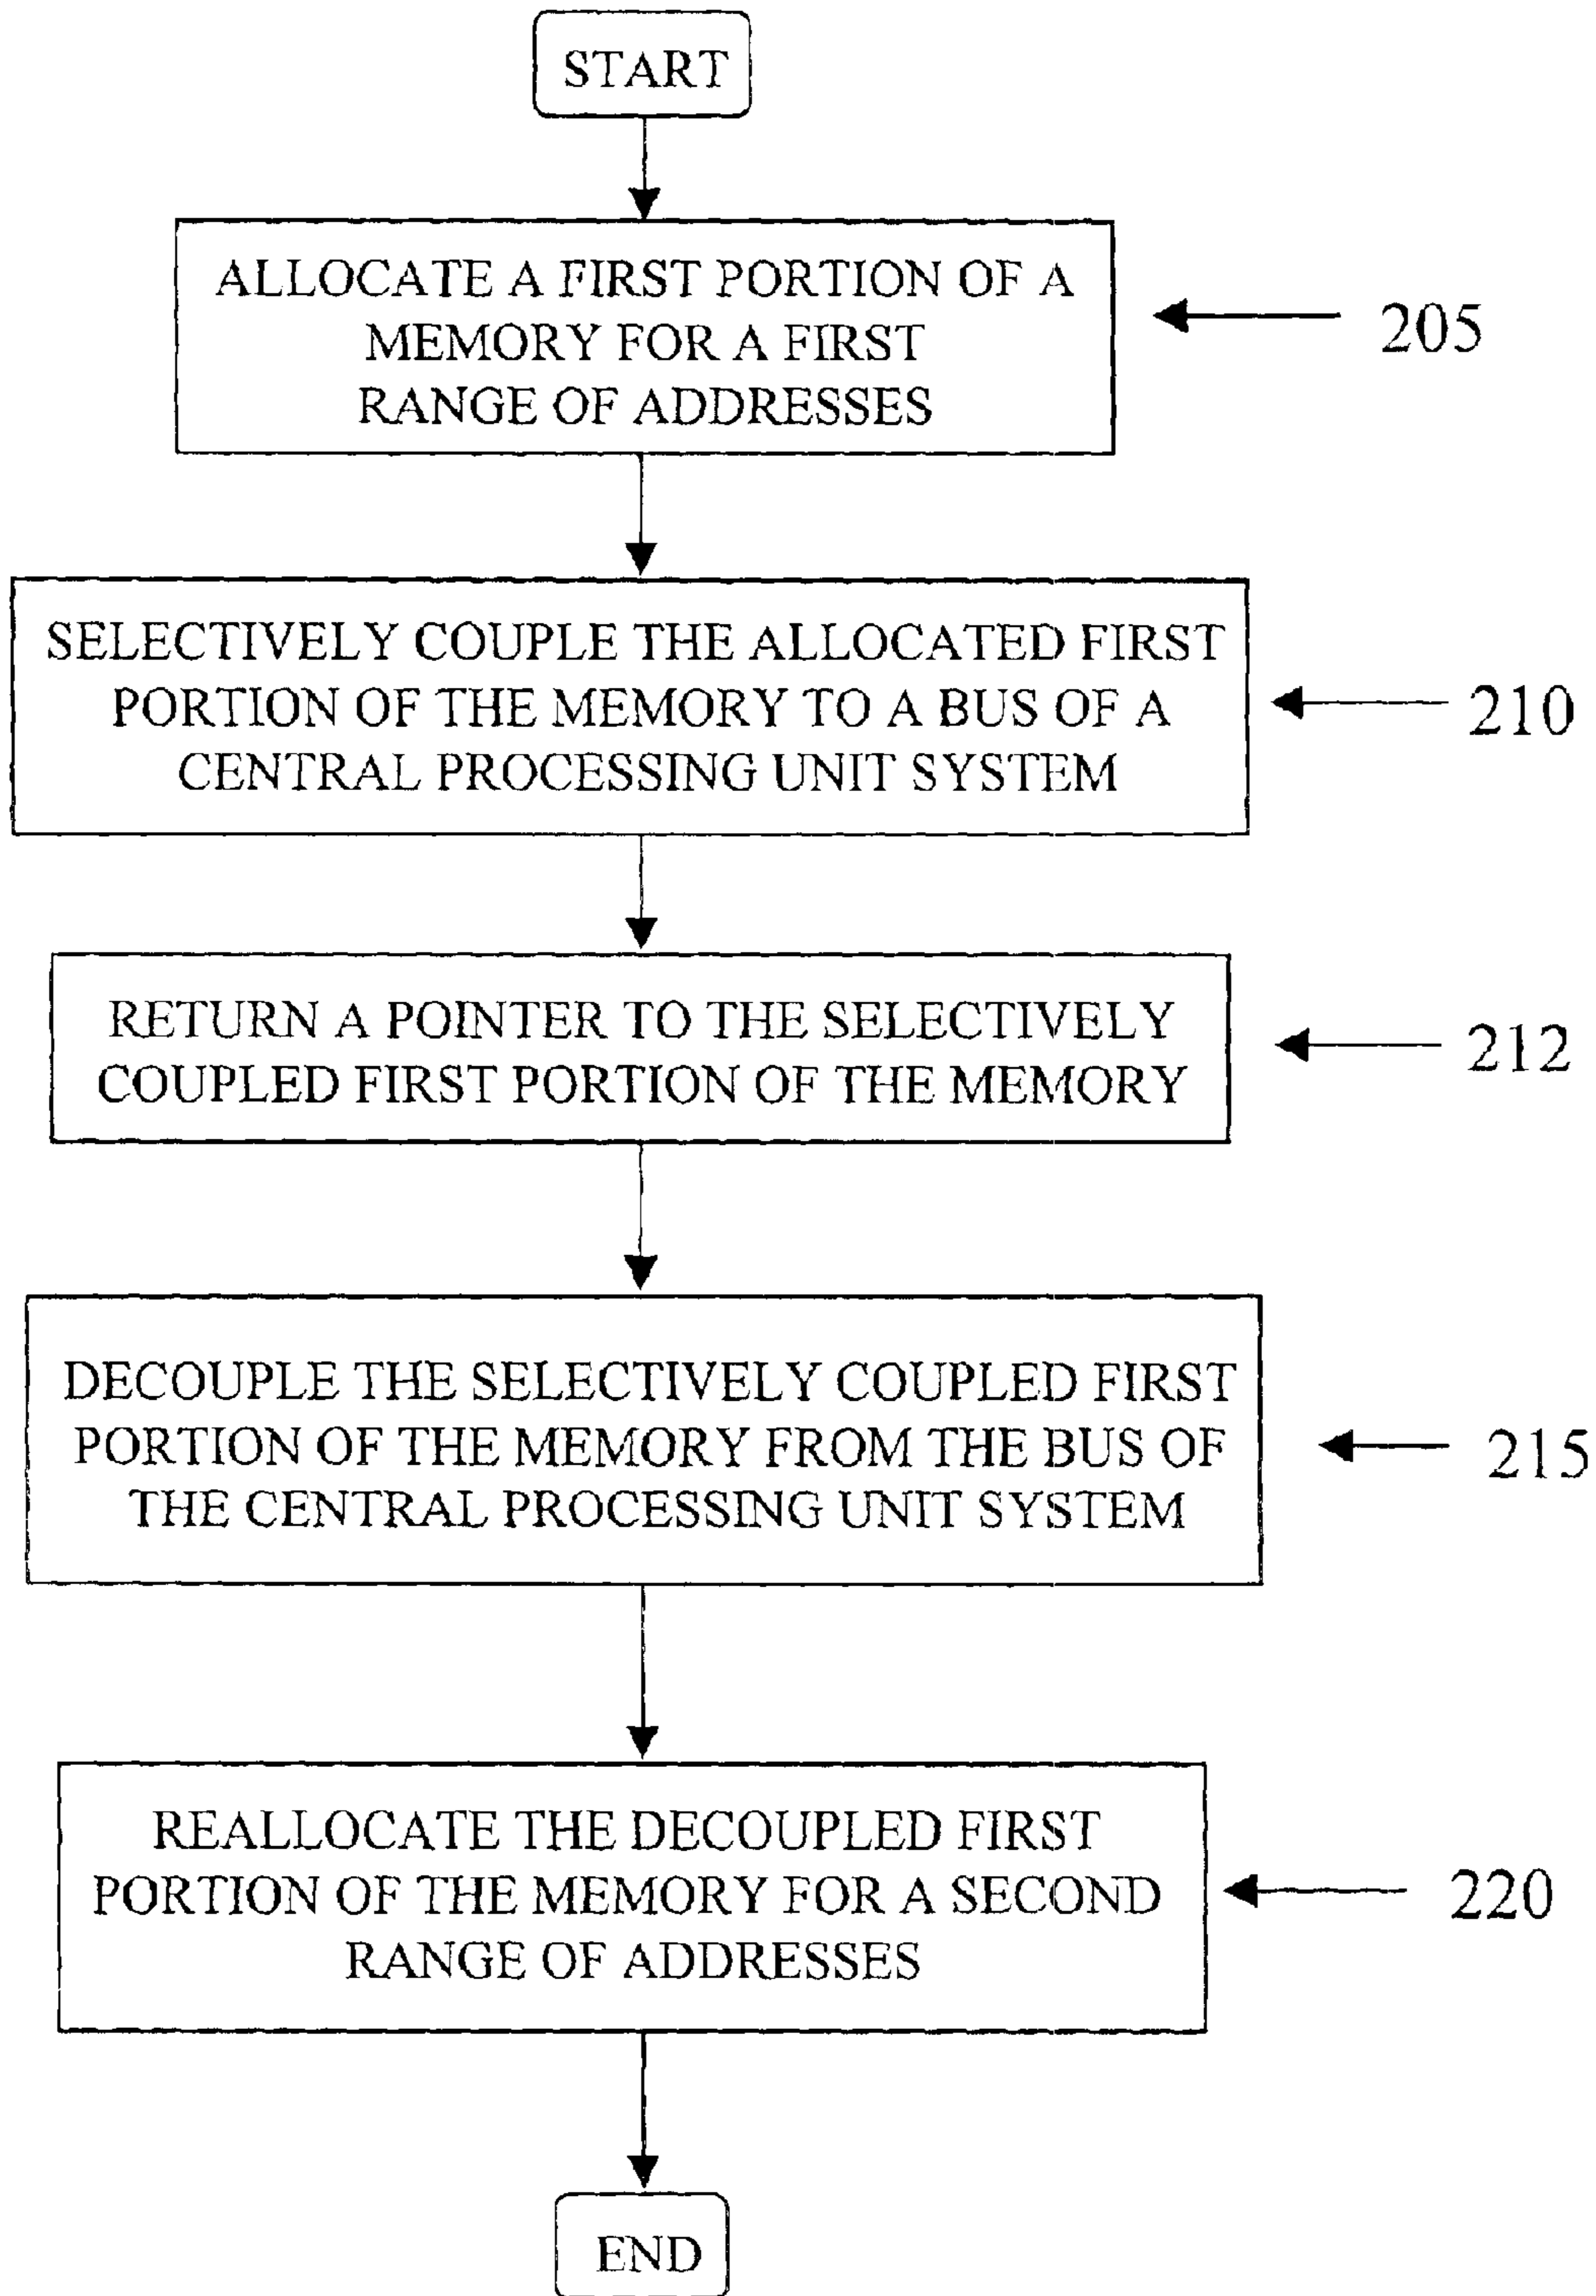 START
ALLOCATE A FIRST PORTION OF A
MEMORY FOR A FIRST
RANGE OF ADDRESSES
205
SELECTIVELY COUPLE THE ALLOCATED FIRST
PORTION OF THE MEMORY TO A BUS OF A
CENTRAL PROCESSING UNIT SYSTEM
210
RETURN A POINTER TO THE SELECTIVELY
COUPLED FIRST PORTION OF THE MEMORY
212
DECOUPLE THE SELECTIVELY COUPLED FIRST
PORTION OF THE MEMORY FROM THE BUS OF
THE CENTRAL PROCESSING UNIT SYSTEM
215
REALLOCATE THE DECOUPLED FIRST
PORTION OF THE MEMORY FOR A SECOND
RANGE OF ADDRESSES
220
END